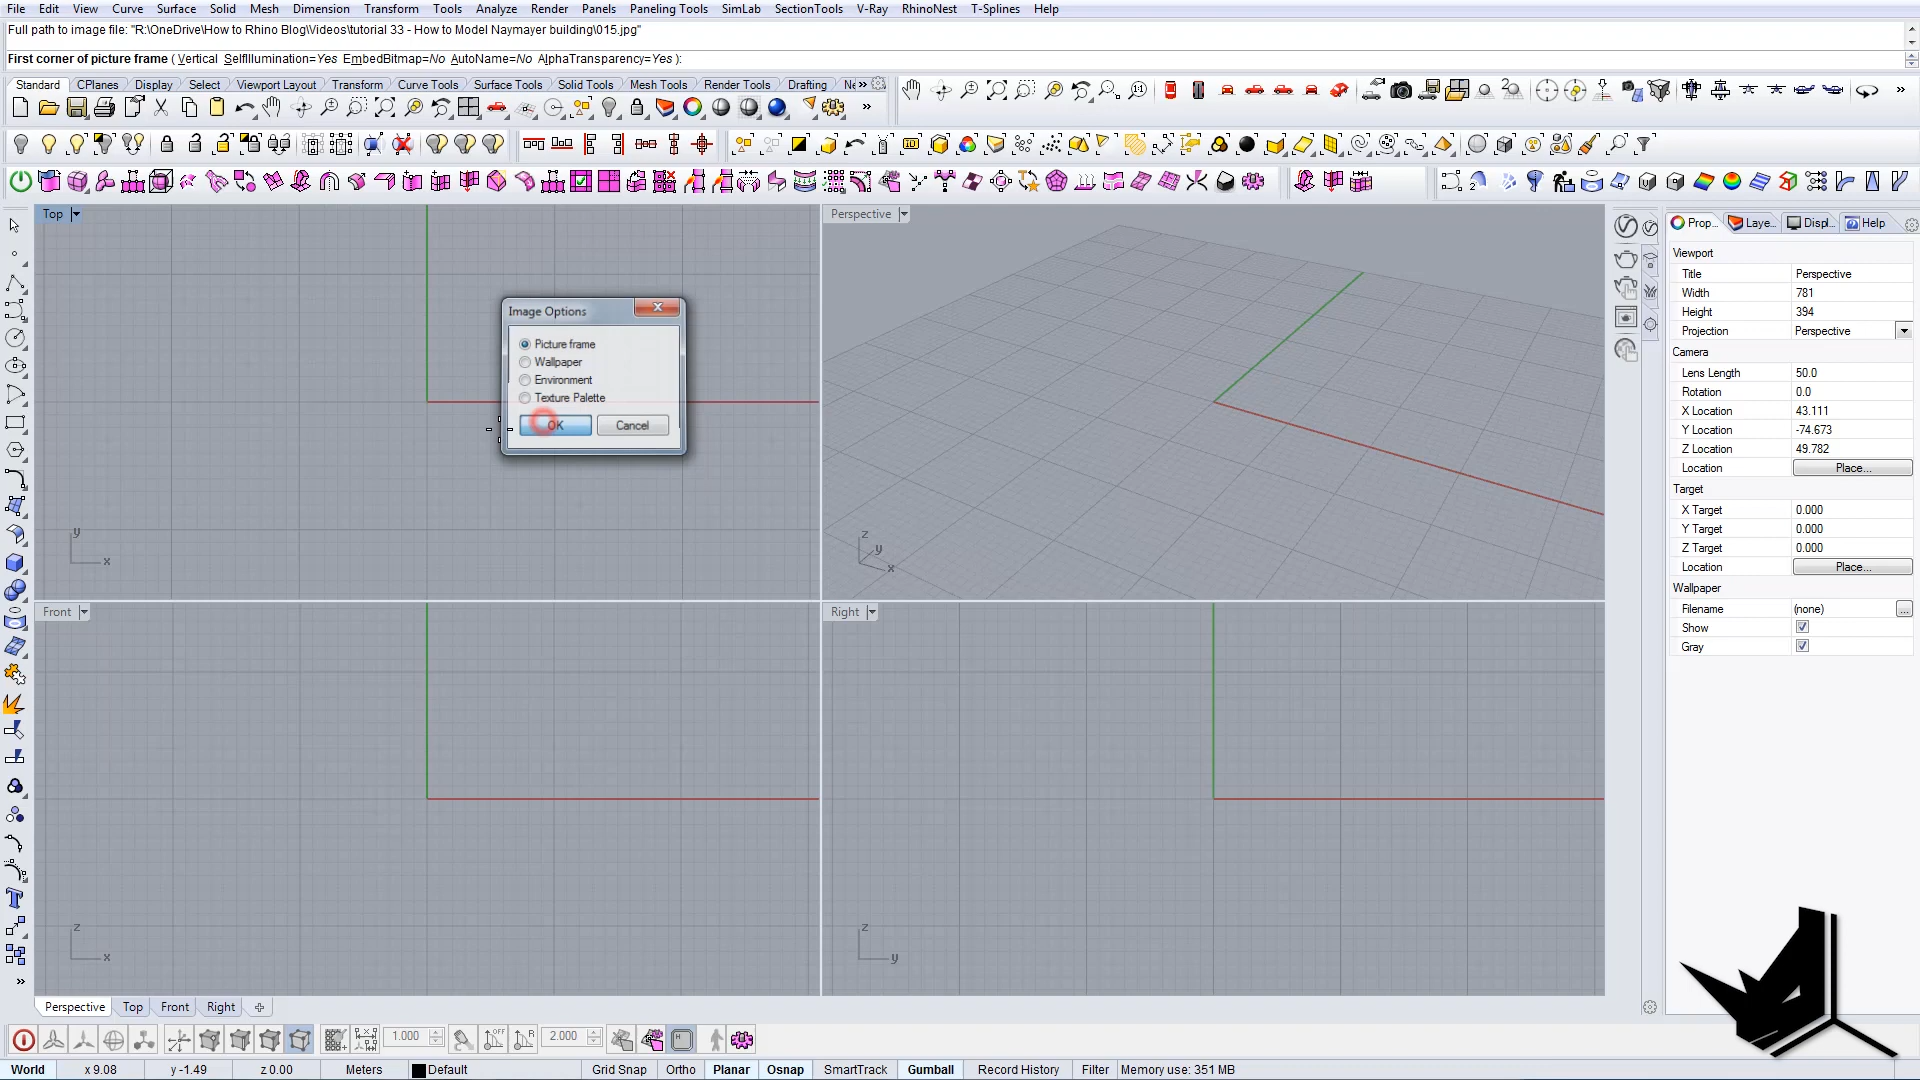 File Edit View Curve Surface Solid Mesh Dimension Transform Tools Analyze Render Panels Paneling Tools SimLab SectionTools V-Ray RhinoNest T-Splines Help
Full path to image file: "R:\OneDrive\How to Rhino Blog\Videos\tutorial 33 - How to Model Naymayer building\015.jpg"
First corner of picture frame ( Vertical SelfIllumination=Yes EmbedBitmap=No AutoName=No AlphaTransparency=Yes ):
Standard CPlanes Display Select Viewport Layout Transform Curve Tools Surface Tools Solid Tools Mesh Tools Render Tools Drafting
Top
Perspective
Prop... Laye... Displ... Help
Viewport
Title Perspective
Width 781
Height 394
Projection Perspective
Camera
Lens Length 50.0
Rotation 0.0
X Location 43.111
Y Location -74.673
Z Location 49.782
Location Place...
Target
X Target 0.000
Y Target 0.000
Z Target 0.000
Location Place...
Wallpaper
Filename (none) ...
Show
Gray
Image Options
Picture frame
Wallpaper
Environment
Texture Palette
OK Cancel
y
x
z
y
x
Front
Right
z
x
z
y
Perspective Top Front Right
1.000 2.000
World x 9.08 y -1.49 z 0.00 Meters Default Grid Snap Ortho Planar Osnap SmartTrack Gumball Record History Filter Memory use: 351 MB